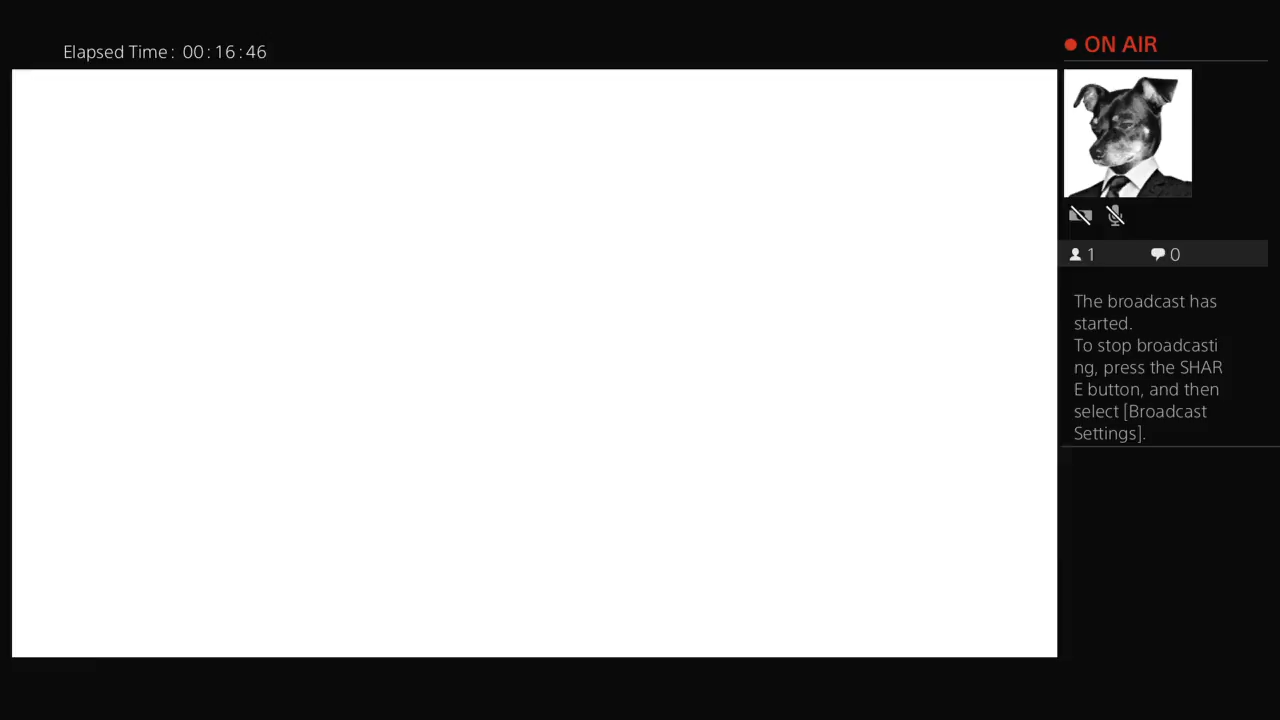 Elapsed Time: 00:16:46
ON AIR
1 0
The broadcast has
started.
To stop broadcasti
ng, press the SHAR
E button, and then
select [Broadcast
Settings].